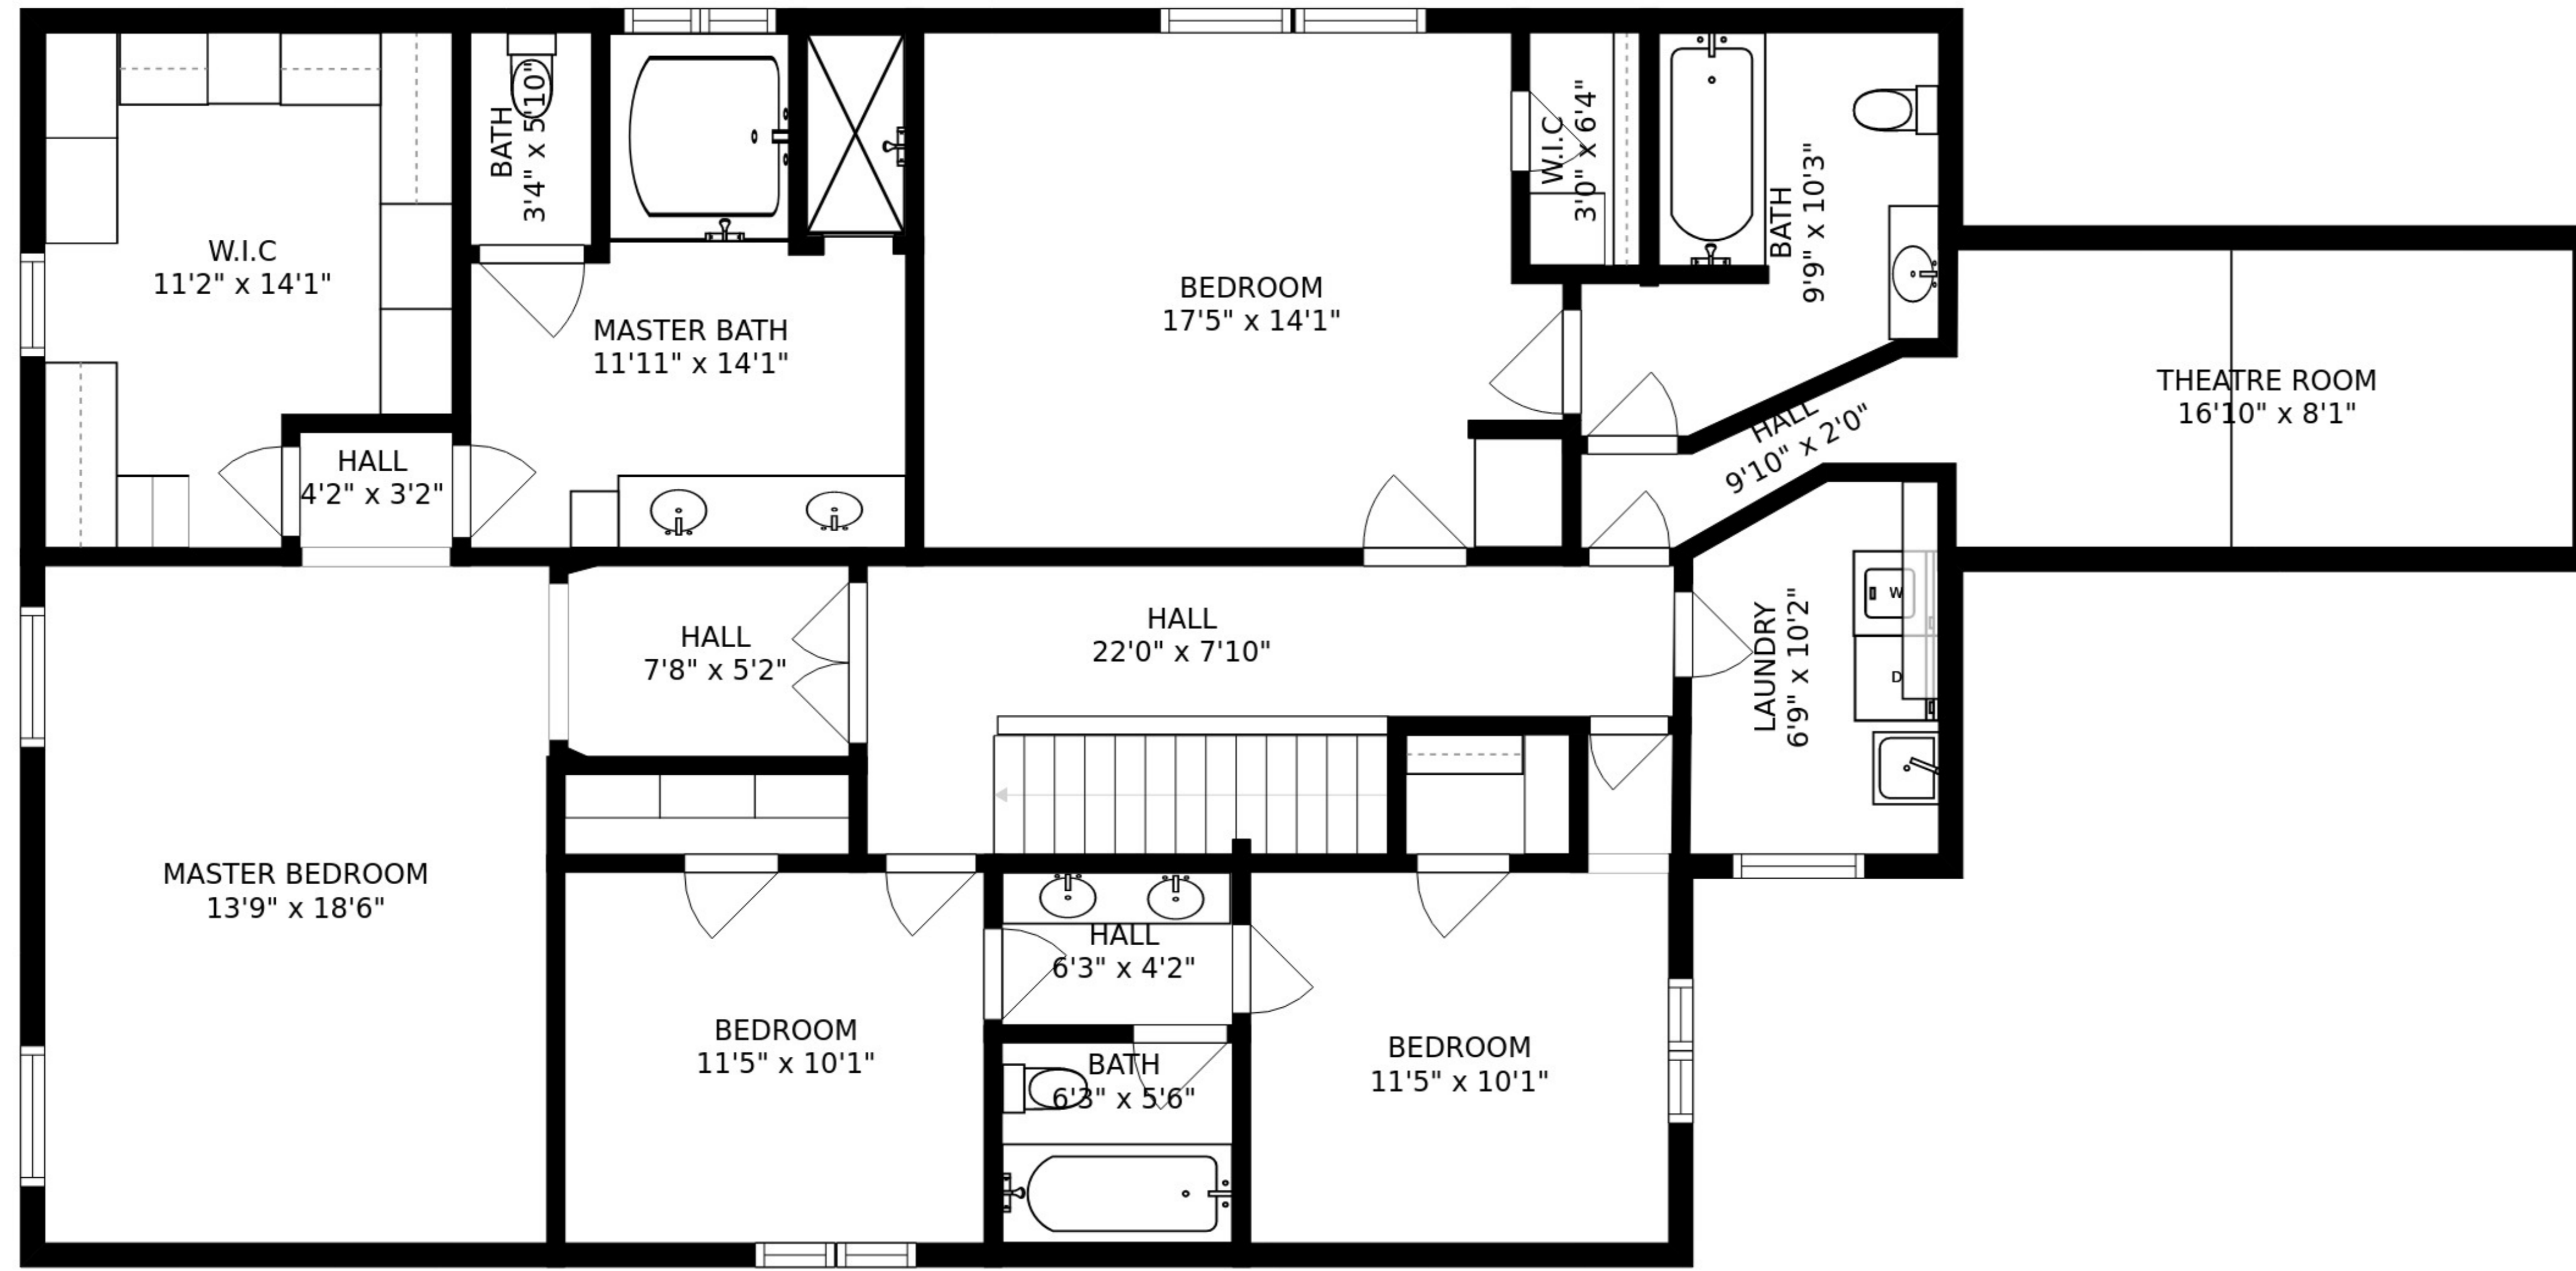 BATH
3'4" x 5'10"
W.I.C
3'0" x 6'4"
BATH
9'9" x 10'3"
W.I.C
11'2" x 14'1"
MASTER BATH
11'11" x 14'1"
BEDROOM
17'5" x 14'1"
THEATRE ROOM
16'10" x 8'1"
HALL
9'10" x 2'0"
HALL
4'2" x 3'2"
HALL
7'8" x 5'2"
HALL
22'0" x 7'10"
LAUNDRY
6'9" x 10'2"
W
D
MASTER BEDROOM
13'9" x 18'6"
HALL
6'3" x 4'2"
BEDROOM
11'5" x 10'1"
BATH
6'3" x 5'6"
BEDROOM
11'5" x 10'1"